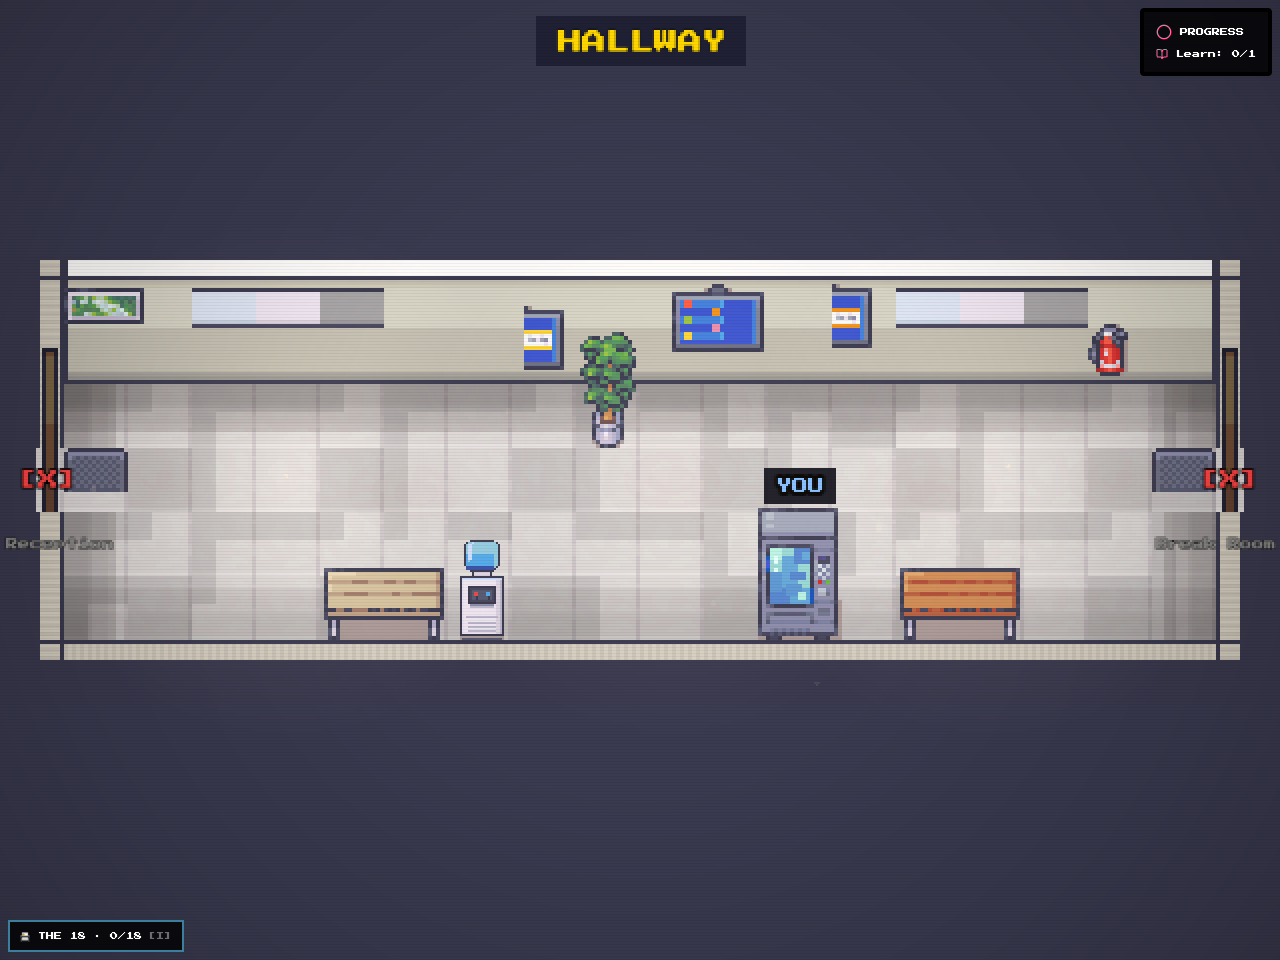 HALLWAY
PROGRESS
Learn: 0/1
[X]
[X]
YOU
Reception
Break Room
THE 18 · 0/18 [I]